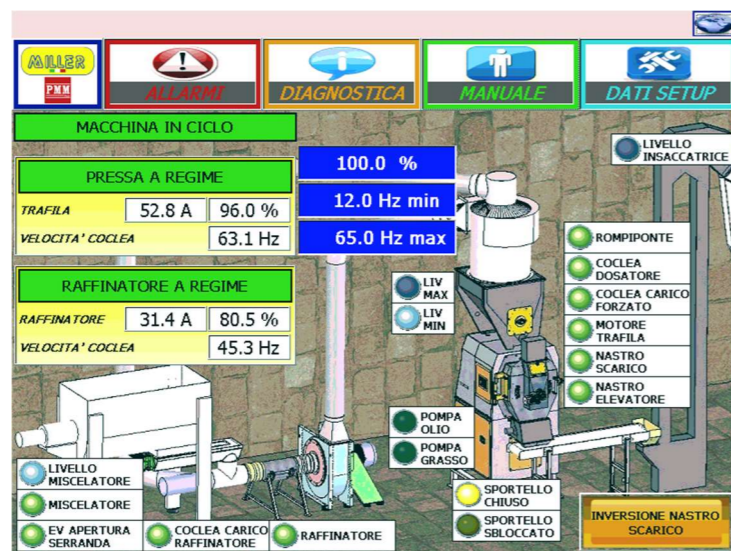 MILLER
PMM
ALLARMI
DIAGNOSTICA
MANUALE
DATI SETUP
MACCHINA IN CICLO
100.0 %
12.0 Hz min
65.0 Hz max
PRESSA A REGIME
TRAFILA 52.8 A 96.0 %
VELOCITA' COCLEA 63.1 Hz
RAFFINATORE A REGIME
RAFFINATORE 31.4 A 80.5 %
VELOCITA' COCLEA 45.3 Hz
LIVELLO
INSACCATRICE
LIV
MAX
LIV
MIN
ROMPIPONTE
COCLEA
DOSATORE
COCLEA CARICO
FORZATO
MOTORE
TRAFILA
NASTRO
SCARICO
NASTRO
ELEVATORE
POMPA
OLIO
POMPA
GRASSO
LIVELLO
MISCELATORE
MISCELATORE
EV APERTURA
SERRANDA
COCLEA CARICO
RAFFINATORE
RAFFINATORE
SPORTELLO
CHIUSO
SPORTELLO
SBLOCCATO
INVERSIONE NASTRO
SCARICO